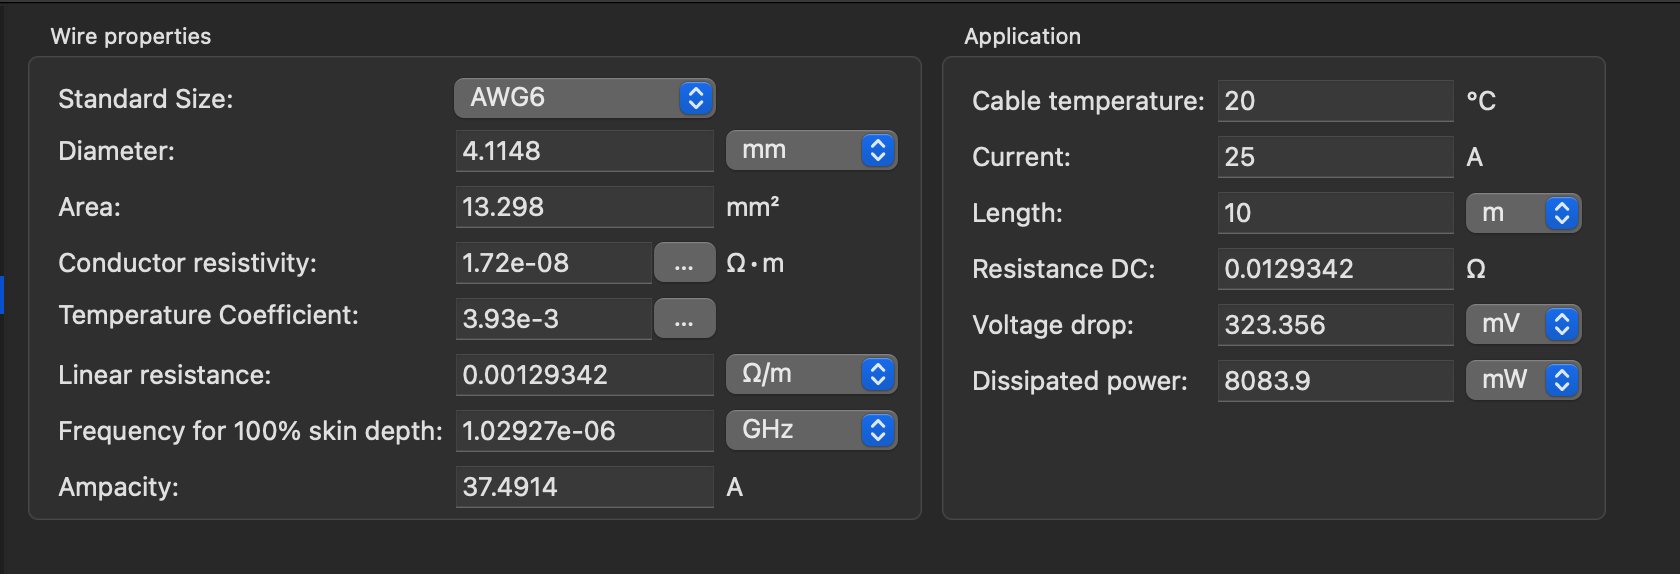 Wire properties
Standard Size: AWG6
Diameter: 4.1148 mm
Area: 13.298 mm²
Conductor resistivity: 1.72e-08 ... Ω·m
Temperature Coefficient: 3.93e-3 ...
Linear resistance: 0.00129342 Ω/m
Frequency for 100% skin depth: 1.02927e-06 GHz
Ampacity: 37.4914 A
Application
Cable temperature: 20 °C
Current: 25 A
Length: 10 m
Resistance DC: 0.0129342 Ω
Voltage drop: 323.356 mV
Dissipated power: 8083.9 mW